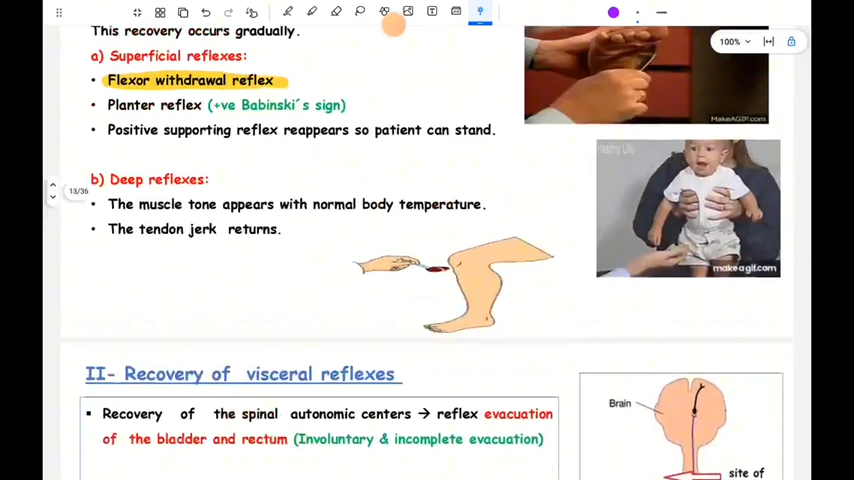 This recovery occurs gradually.
100%
a) Superficial reflexes:
• Flexor withdrawal reflex
• Planter reflex (+ve Babinski´s sign)
MakeAGIF.com
• Positive supporting reflex reappears so patient can stand.
b) Deep reflexes:
13/36
• The muscle tone appears with normal body temperature.
• The tendon jerk returns.
makeagif.com
II- Recovery of visceral reflexes
▪ Recovery of the spinal autonomic centers → reflex evacuation
of the bladder and rectum (Involuntary & incomplete evacuation)
Brain
site of